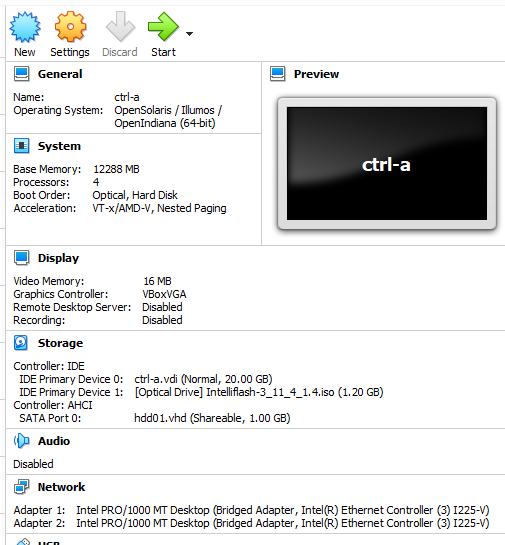 New Settings Discard Start
General
Name: ctrl-a
Operating System: OpenSolaris / Illumos /
OpenIndiana (64-bit)
System
Base Memory: 12288 MB
Processors: 4
Boot Order: Optical, Hard Disk
Acceleration: VT-x/AMD-V, Nested Paging
Preview
ctrl-a
Display
Video Memory: 16 MB
Graphics Controller: VBoxVGA
Remote Desktop Server: Disabled
Recording: Disabled
Storage
Controller: IDE
IDE Primary Device 0: ctrl-a.vdi (Normal, 20.00 GB)
IDE Primary Device 1: [Optical Drive] Intelliflash-3_11_4_1.4.iso (1.20 GB)
Controller: AHCI
SATA Port 0: hdd01.vhd (Shareable, 1.00 GB)
Audio
Disabled
Network
Adapter 1: Intel PRO/1000 MT Desktop (Bridged Adapter, Intel(R) Ethernet Controller (3) I225-V)
Adapter 2: Intel PRO/1000 MT Desktop (Bridged Adapter, Intel(R) Ethernet Controller (3) I225-V)